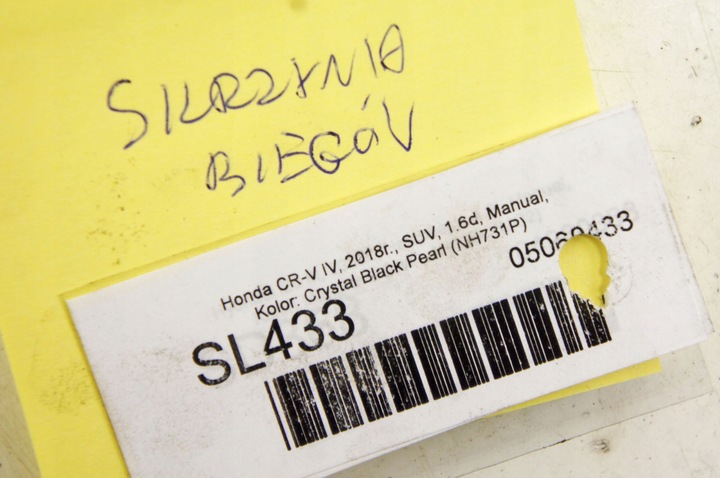 SKRZYNIA
BIEGÓW
Honda CR-V IV, 2018r., SUV, 1.6d, Manual,
Kolor: Crystal Black Pearl (NH731P)
SL433